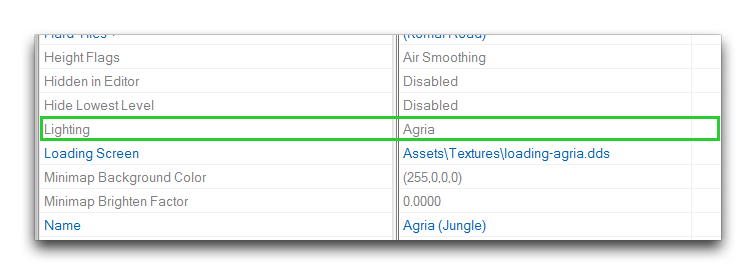 Hard Tiles + (Komal Road)
Height Flags Air Smoothing
Hidden in Editor Disabled
Hide Lowest Level Disabled
Lighting Agria
Loading Screen Assets\Textures\loading-agria.dds
Minimap Background Color (255,0,0,0)
Minimap Brighten Factor 0.0000
Name Agria (Jungle)